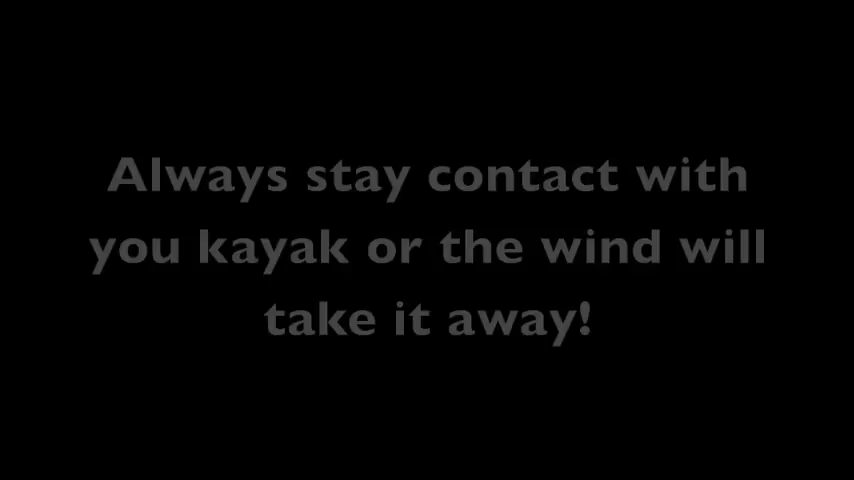 Always stay contact with
you kayak or the wind will
take it away!